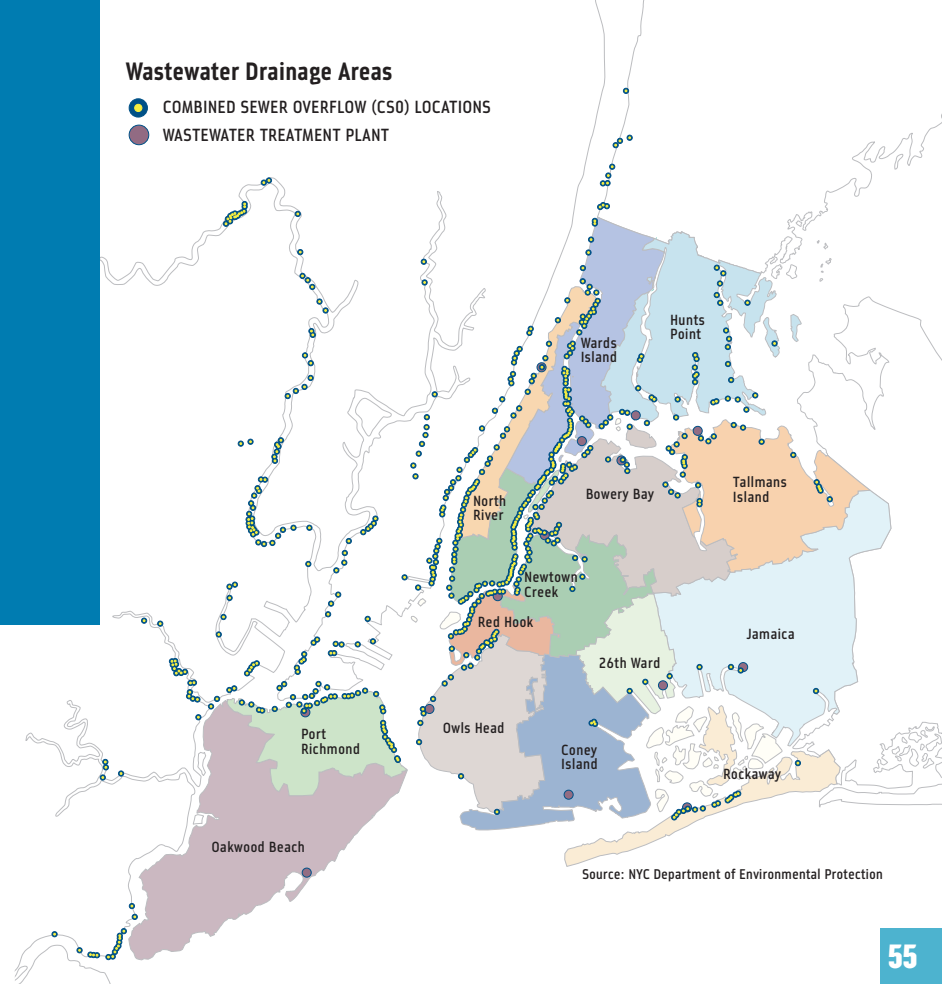 Wastewater Drainage Areas
COMBINED SEWER OVERFLOW (CSO) LOCATIONS
WASTEWATER TREATMENT PLANT
Hunts
Point
Wards
Island
Tallmans
Island
Bowery Bay
North
River
Newtown
Creek
Red Hook
Jamaica
26th Ward
Owls Head
Port
Richmond
Coney
Island
Rockaway
Oakwood Beach
Source: NYC Department of Environmental Protection
55